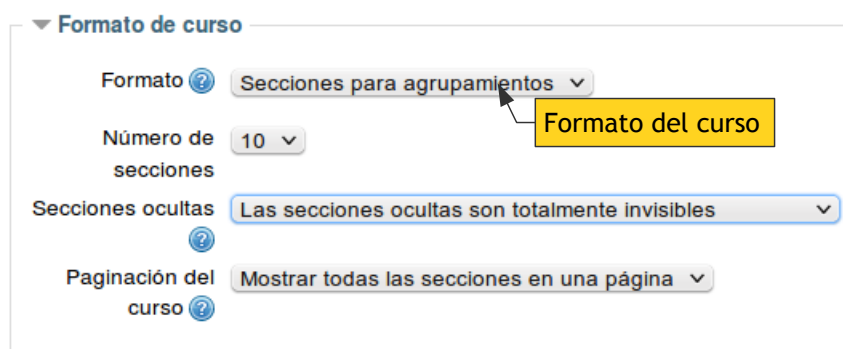 Formato de curso
Formato Secciones para agrupamientos
Formato del curso
Número de 10
secciones
Secciones ocultas Las secciones ocultas son totalmente invisibles
Paginación del Mostrar todas las secciones en una página
curso